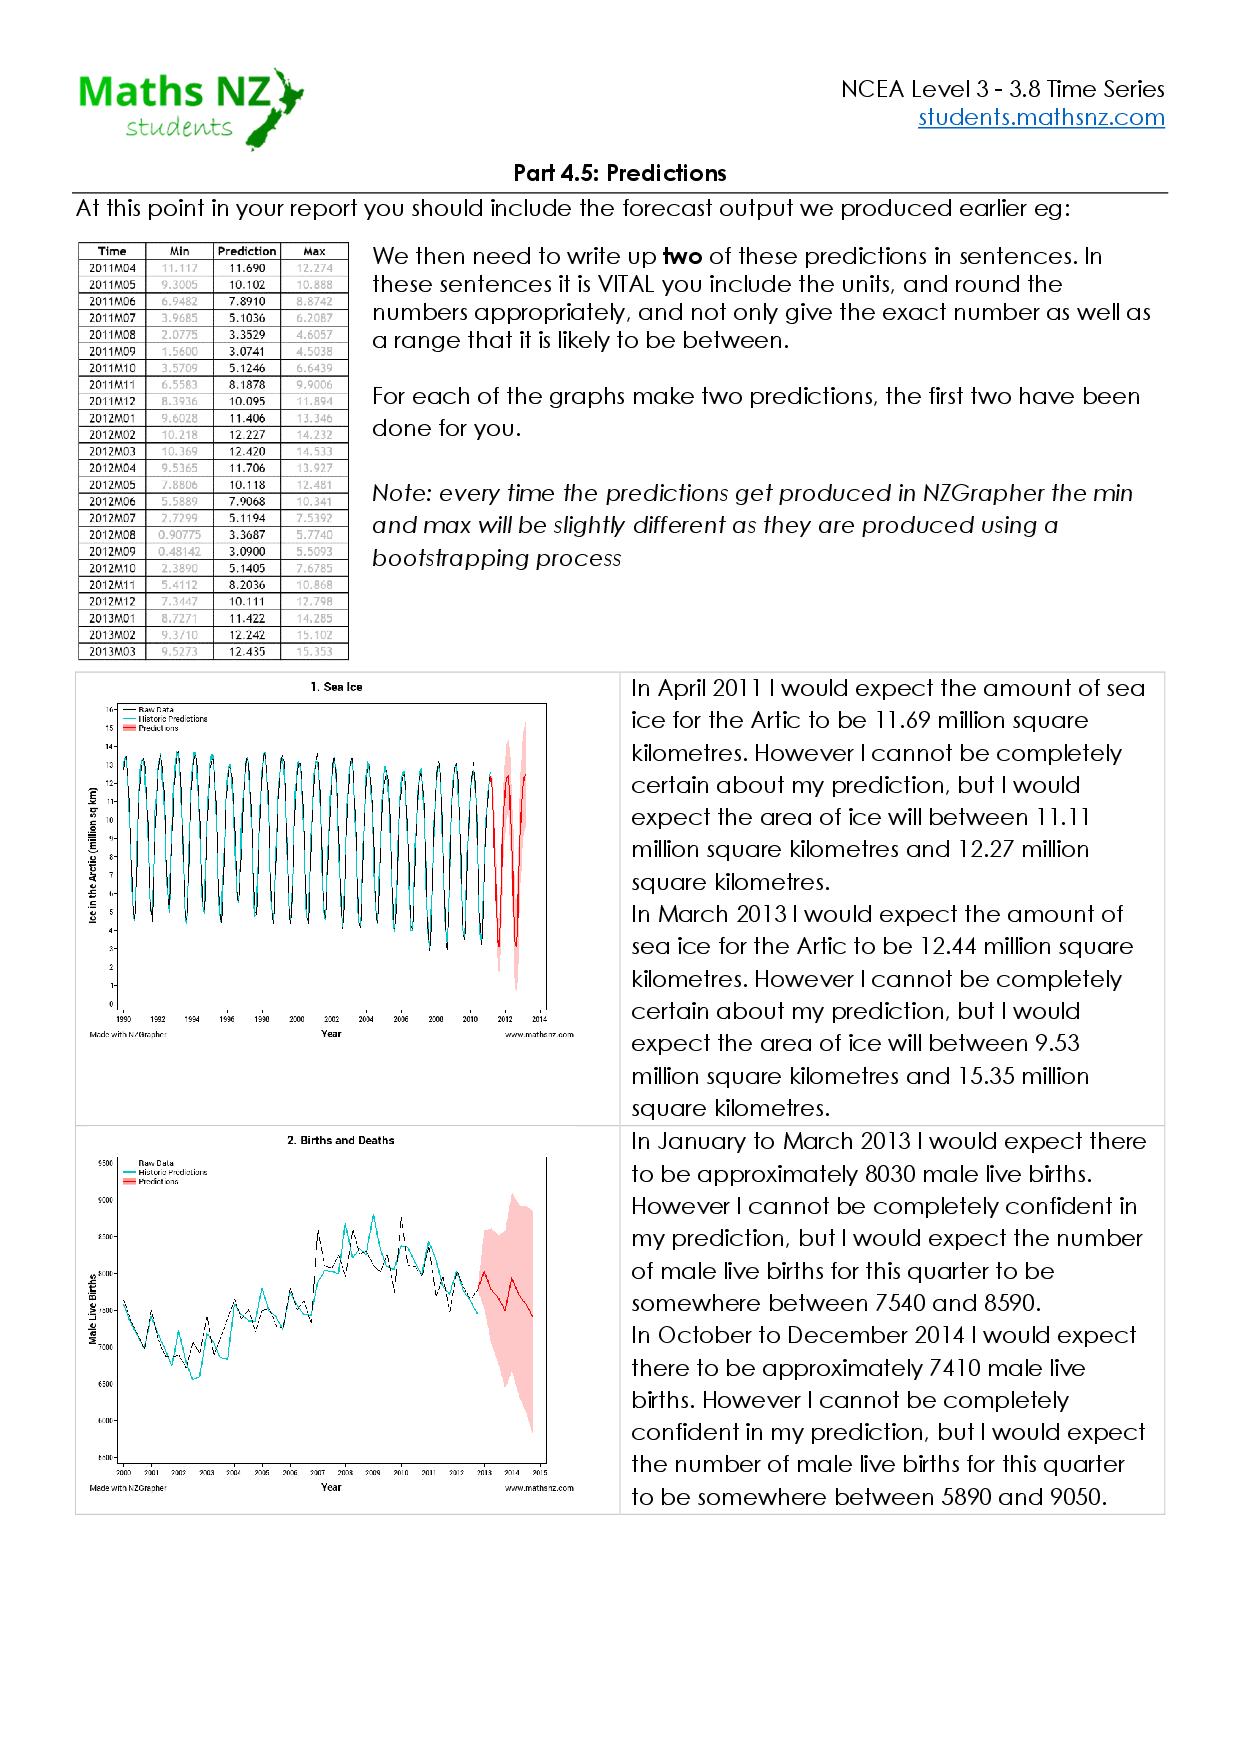 Maths NZ
students
NCEA Level 3 - 3.8 Time Series
students.mathsnz.com
Part 4.5: Predictions
At this point in your report you should include the forecast output we produced earlier eg:
Time Min Prediction Max
2011M04 11.117 11.690 12.274
2011M05 9.3005 10.102 10.888
2011M06 6.9482 7.8910 8.8742
2011M07 3.9685 5.1036 6.2087
2011M08 2.0775 3.3529 4.6057
2011M09 1.5600 3.0741 4.5038
2011M10 3.5709 5.1246 6.6439
2011M11 6.5583 8.1878 9.9006
2011M12 8.3936 10.095 11.894
2012M01 9.6028 11.406 13.346
2012M02 10.218 12.227 14.232
2012M03 10.369 12.420 14.533
2012M04 9.5365 11.706 13.927
2012M05 7.8806 10.118 12.481
2012M06 5.5889 7.9068 10.341
2012M07 2.7299 5.1194 7.5392
2012M08 0.90775 3.3687 5.7740
2012M09 0.48142 3.0900 5.5093
2012M10 2.3890 5.1405 7.6785
2012M11 5.4112 8.2036 10.868
2012M12 7.3447 10.111 12.798
2013M01 8.7271 11.422 14.285
2013M02 9.3710 12.242 15.102
2013M03 9.5273 12.435 15.353
We then need to write up two of these predictions in sentences. In
these sentences it is VITAL you include the units, and round the
numbers appropriately, and not only give the exact number as well as
a range that it is likely to be between.
For each of the graphs make two predictions, the first two have been
done for you.
Note: every time the predictions get produced in NZGrapher the min
and max will be slightly different as they are produced using a
bootstrapping process
1. Sea Ice
Raw Data
Historic Predictions
Predictions
16
15
14
13
12
11
10
9
8
7
6
5
4
3
2
1
0
Ice in the Arctic (million sq km)
1990 1992 1994 1996 1998 2000 2002 2004 2006 2008 2010 2012 2014
Made with NZGrapher Year www.mathsnz.com
In April 2011 I would expect the amount of sea
ice for the Artic to be 11.69 million square
kilometres. However I cannot be completely
certain about my prediction, but I would
expect the area of ice will between 11.11
million square kilometres and 12.27 million
square kilometres.
In March 2013 I would expect the amount of
sea ice for the Artic to be 12.44 million square
kilometres. However I cannot be completely
certain about my prediction, but I would
expect the area of ice will between 9.53
million square kilometres and 15.35 million
square kilometres.
2. Births and Deaths
Raw Data
Historic Predictions
Predictions
9500
9000
8500
8000
7500
7000
6500
6000
5500
Male Live Births
2000 2001 2002 2003 2004 2005 2006 2007 2008 2009 2010 2011 2012 2013 2014 2015
Made with NZGrapher Year www.mathsnz.com
In January to March 2013 I would expect there
to be approximately 8030 male live births.
However I cannot be completely confident in
my prediction, but I would expect the number
of male live births for this quarter to be
somewhere between 7540 and 8590.
In October to December 2014 I would expect
there to be approximately 7410 male live
births. However I cannot be completely
confident in my prediction, but I would expect
the number of male live births for this quarter
to be somewhere between 5890 and 9050.